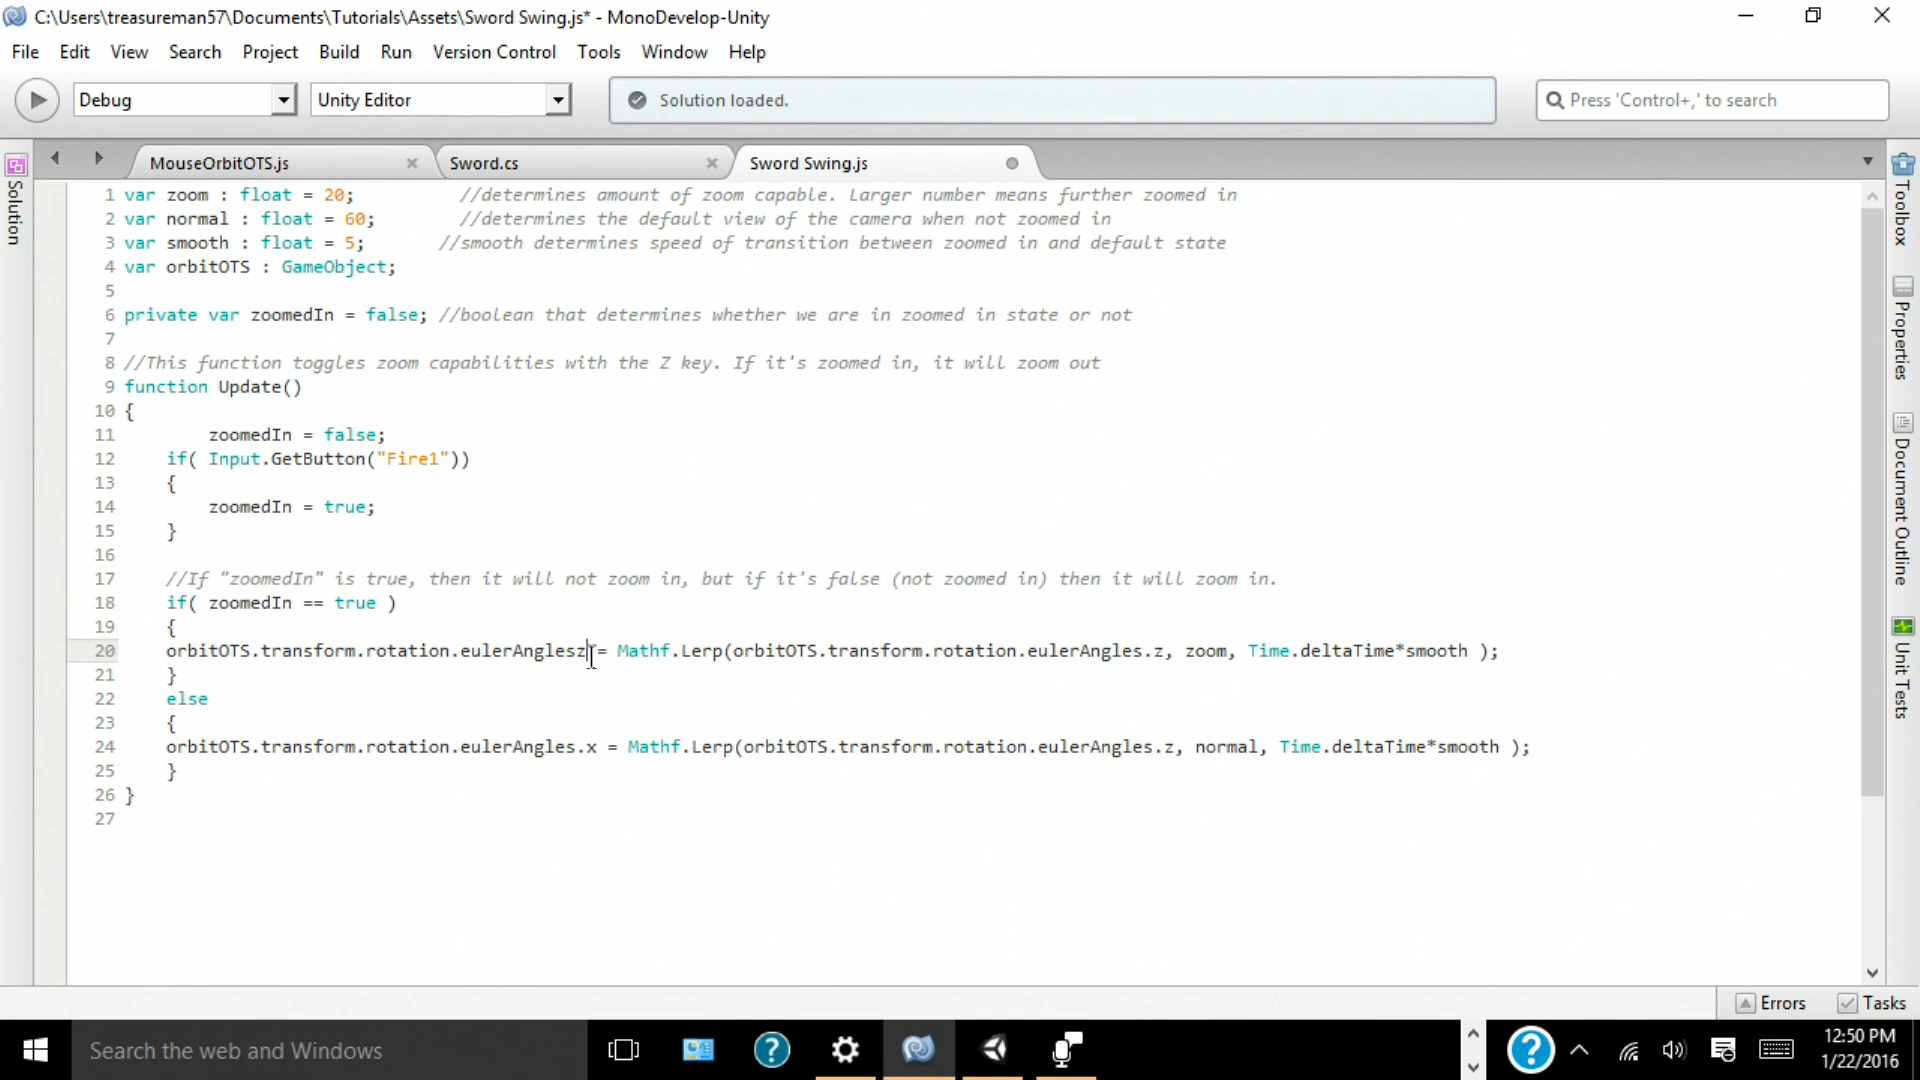 C:\Users\treasureman57\Documents\Tutorials\Assets\Sword Swing.js* - MonoDevelop-Unity
File Edit View Search Project Build Run Version Control Tools Window Help
Debug
Unity Editor
Solution loaded.
Press 'Control+,' to search
Solution
MouseOrbitOTS.js
Sword.cs
Sword Swing.js
1 var zoom : float = 20; //determines amount of zoom capable. Larger number means further zoomed in
2 var normal : float = 60; //determines the default view of the camera when not zoomed in
3 var smooth : float = 5; //smooth determines speed of transition between zoomed in and default state
4 var orbitOTS : GameObject;
5
6 private var zoomedIn = false; //boolean that determines whether we are in zoomed in state or not
7
8 //This function toggles zoom capabilities with the Z key. If it's zoomed in, it will zoom out
9 function Update()
10 {
11 zoomedIn = false;
12 if( Input.GetButton("Fire1"))
13 {
14 zoomedIn = true;
15 }
16
17 //If "zoomedIn" is true, then it will not zoom in, but if it's false (not zoomed in) then it will zoom in.
18 if( zoomedIn == true )
19 {
20 orbitOTS.transform.rotation.eulerAnglesz = Mathf.Lerp(orbitOTS.transform.rotation.eulerAngles.z, zoom, Time.deltaTime*smooth );
21 }
22 else
23 {
24 orbitOTS.transform.rotation.eulerAngles.x = Mathf.Lerp(orbitOTS.transform.rotation.eulerAngles.z, normal, Time.deltaTime*smooth );
25 }
26 }
27
Toolbox
Properties
Document Outline
Unit Tests
Errors
Tasks
Search the web and Windows
12:50 PM
1/22/2016